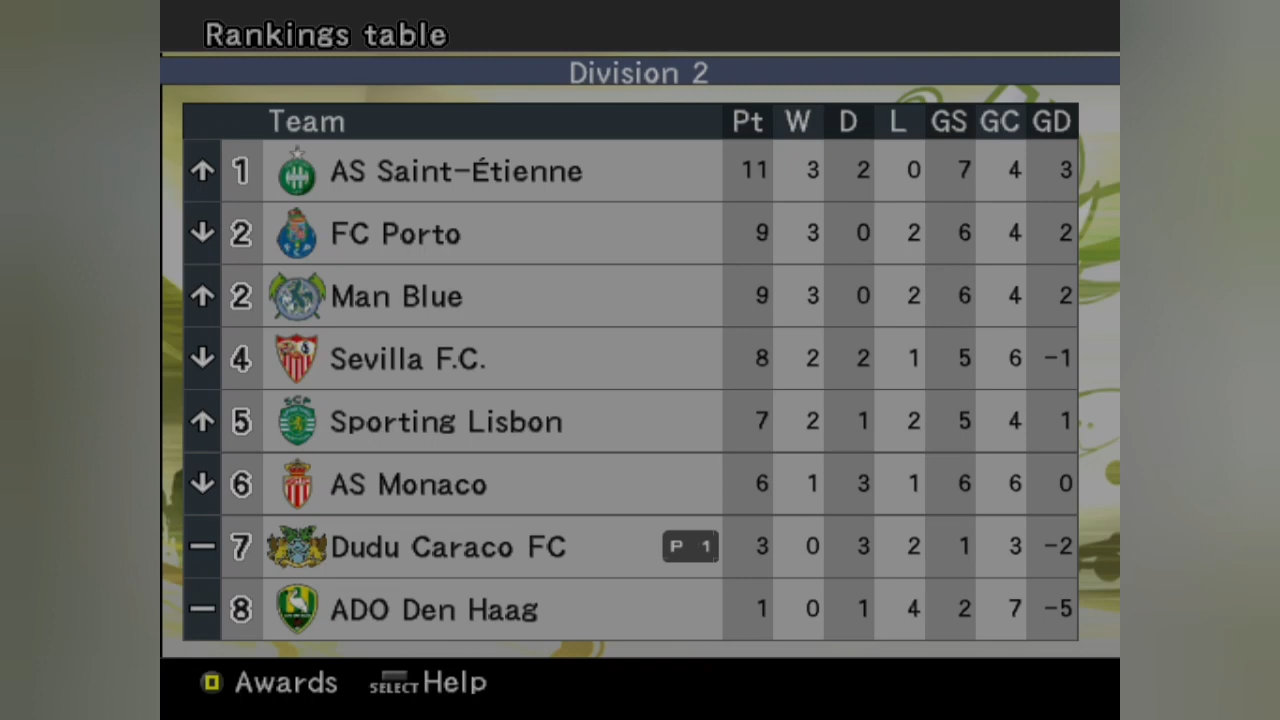 Rankings table
Division 2
Team Pt W D L GS GC GD
1 AS Saint-Étienne 11 3 2 0 7 4 3
2 FC Porto 9 3 0 2 6 4 2
2 Man Blue 9 3 0 2 6 4 2
4 Sevilla F.C. 8 2 2 1 5 6 -1
5 Sporting Lisbon 7 2 1 2 5 4 1
6 AS Monaco 6 1 3 1 6 6 0
7 Dudu Caraco FC P 1 3 0 3 2 1 3 -2
8 ADO Den Haag 1 0 1 4 2 7 -5
Awards SELECT Help